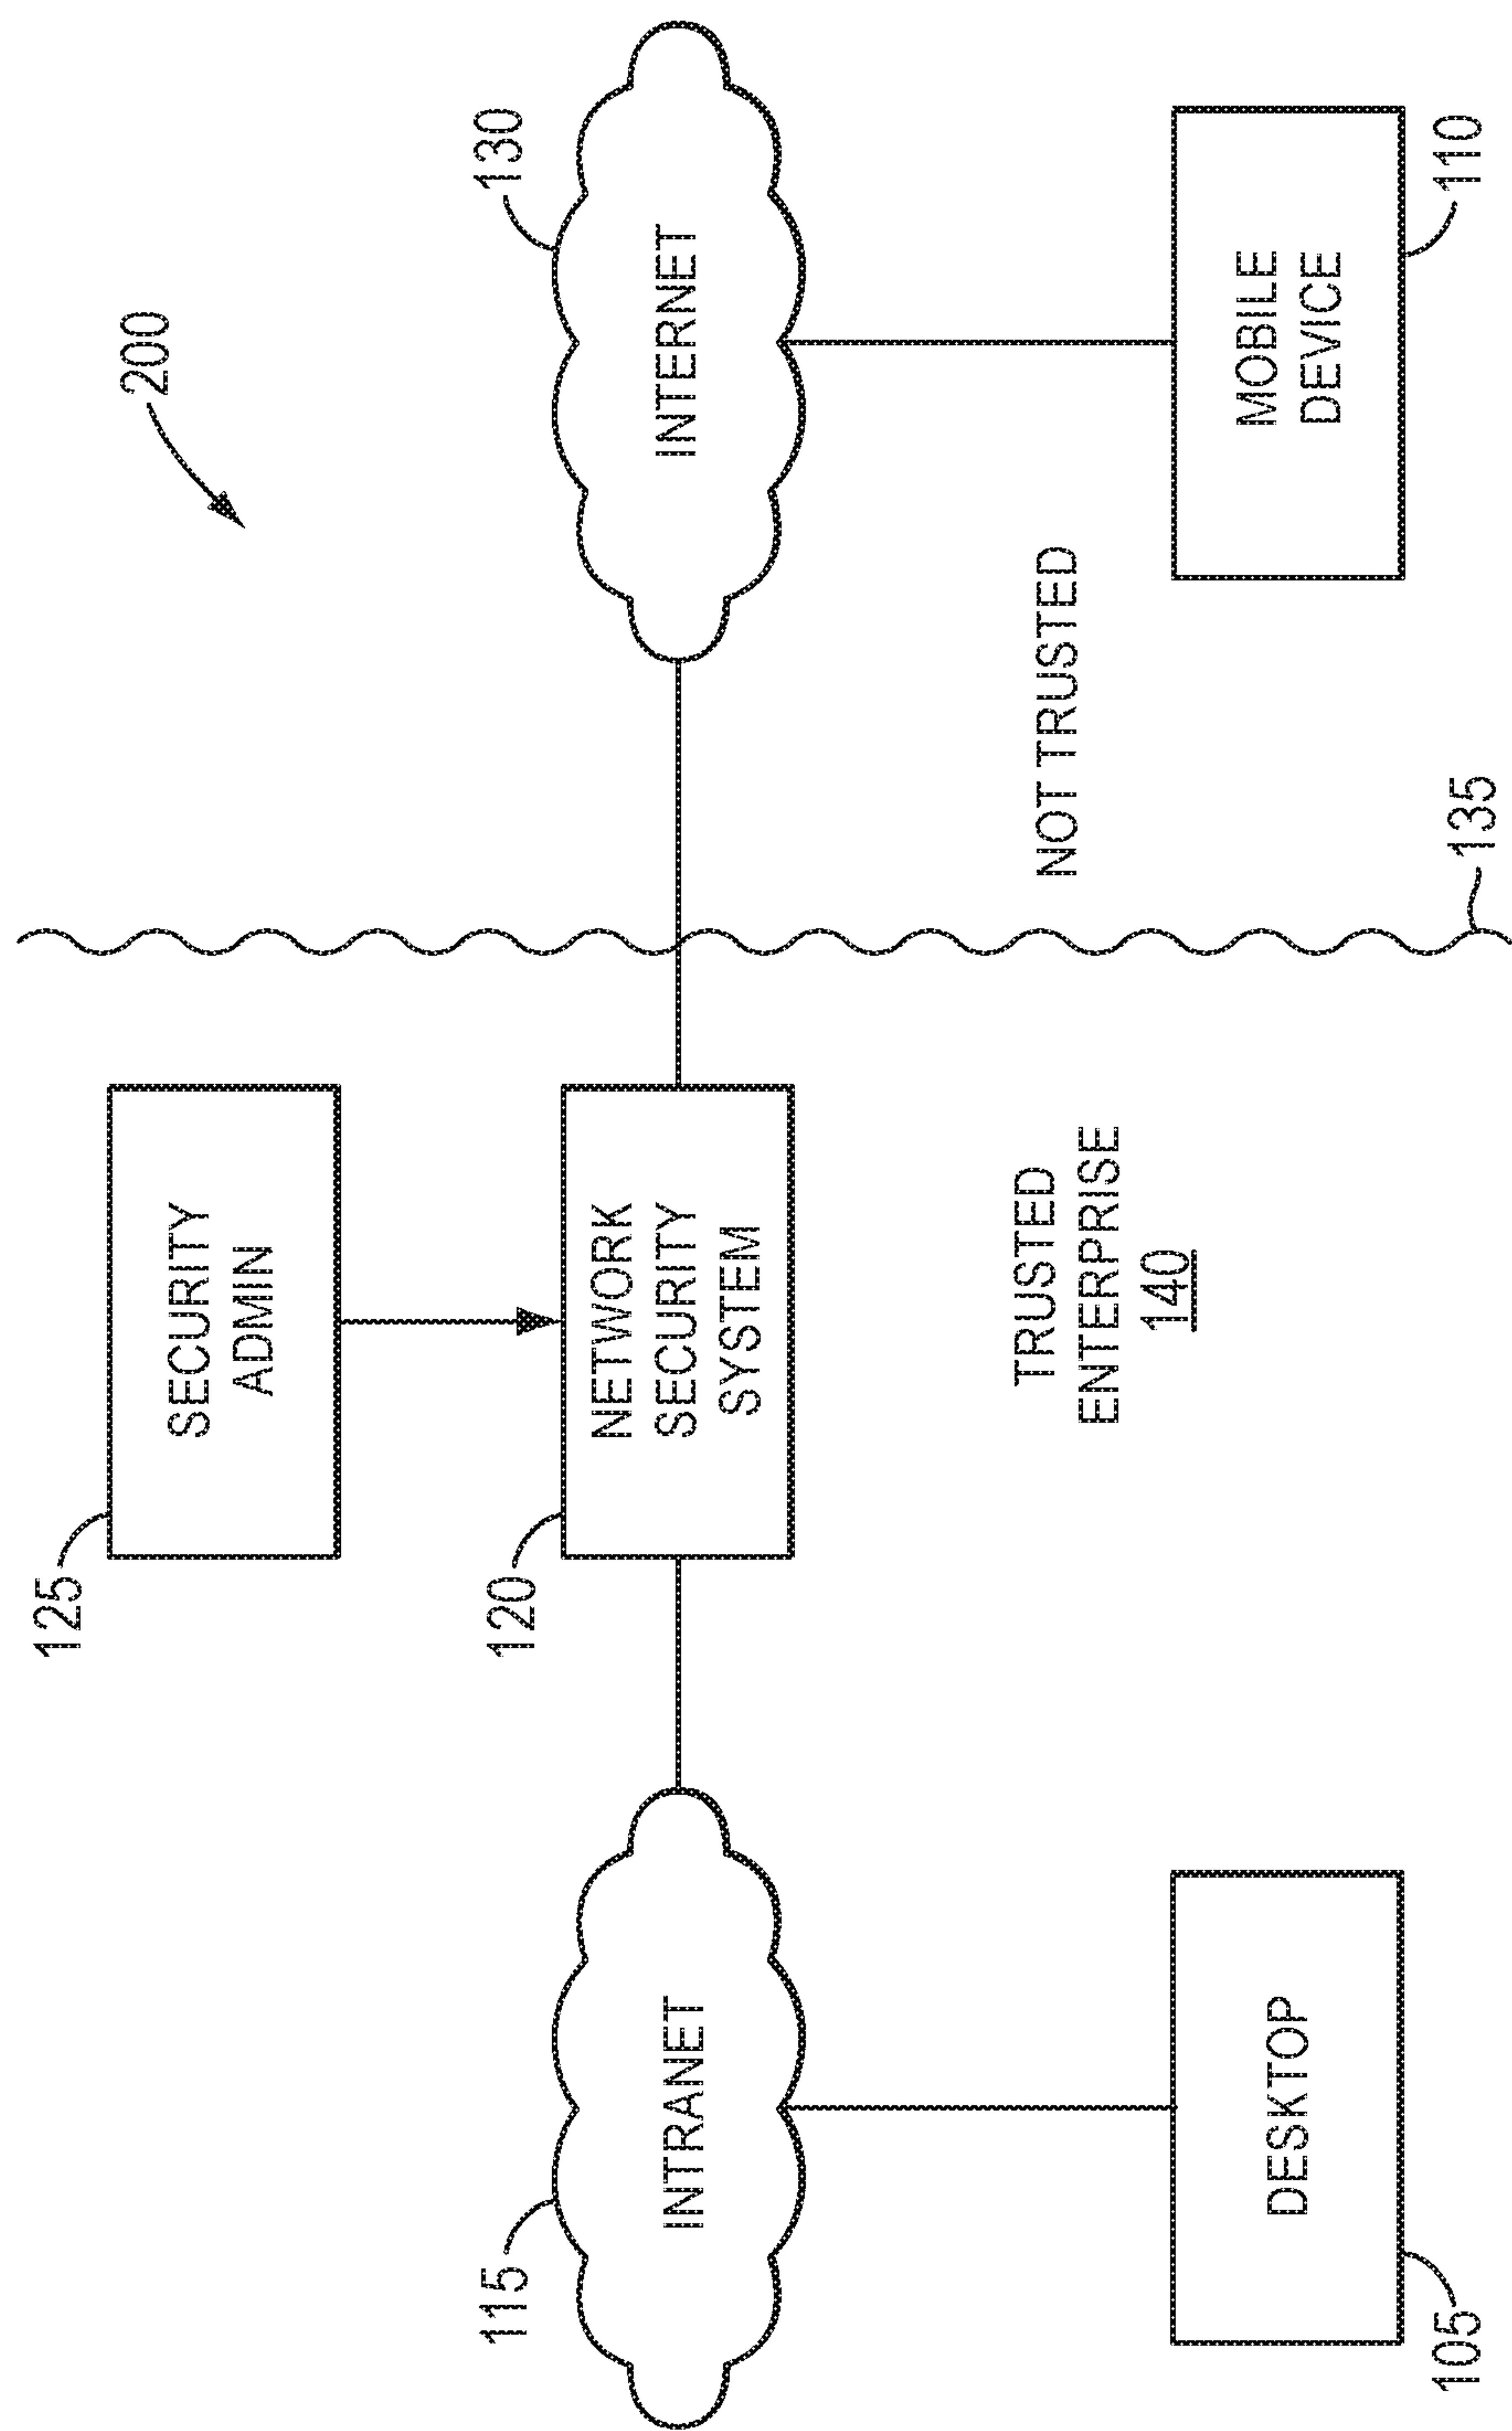 200
125
SECURITY
ADMIN
115
INTRANET
120
NETWORK
SECURITY
SYSTEM
130
INTERNET
TRUSTED
ENTERPRISE
140
NOT TRUSTED
105
DESKTOP
135
MOBILE
DEVICE
110